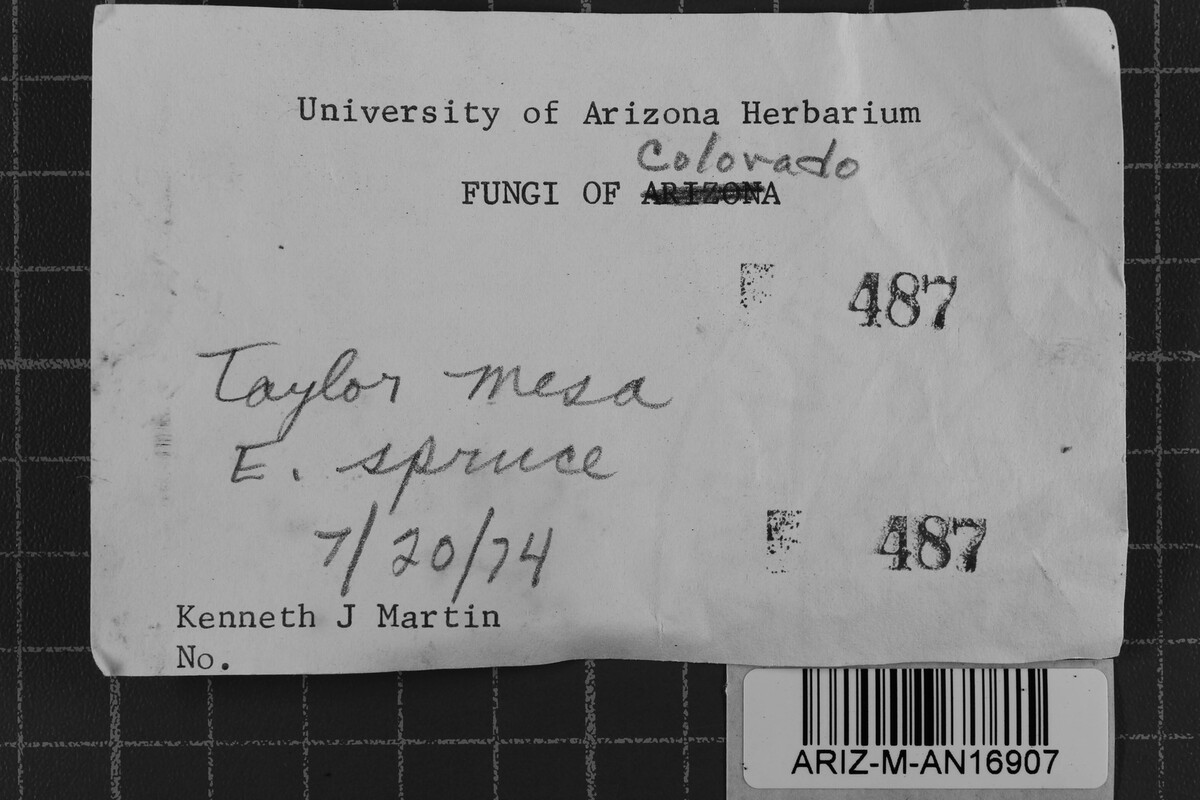 University of Arizona Herbarium
Colorado
FUNGI OF ARIZONA
F 487
Taylor mesa
E. spruce
F 487
7/20/74
Kenneth J Martin
No.
ARIZ-M-AN16907